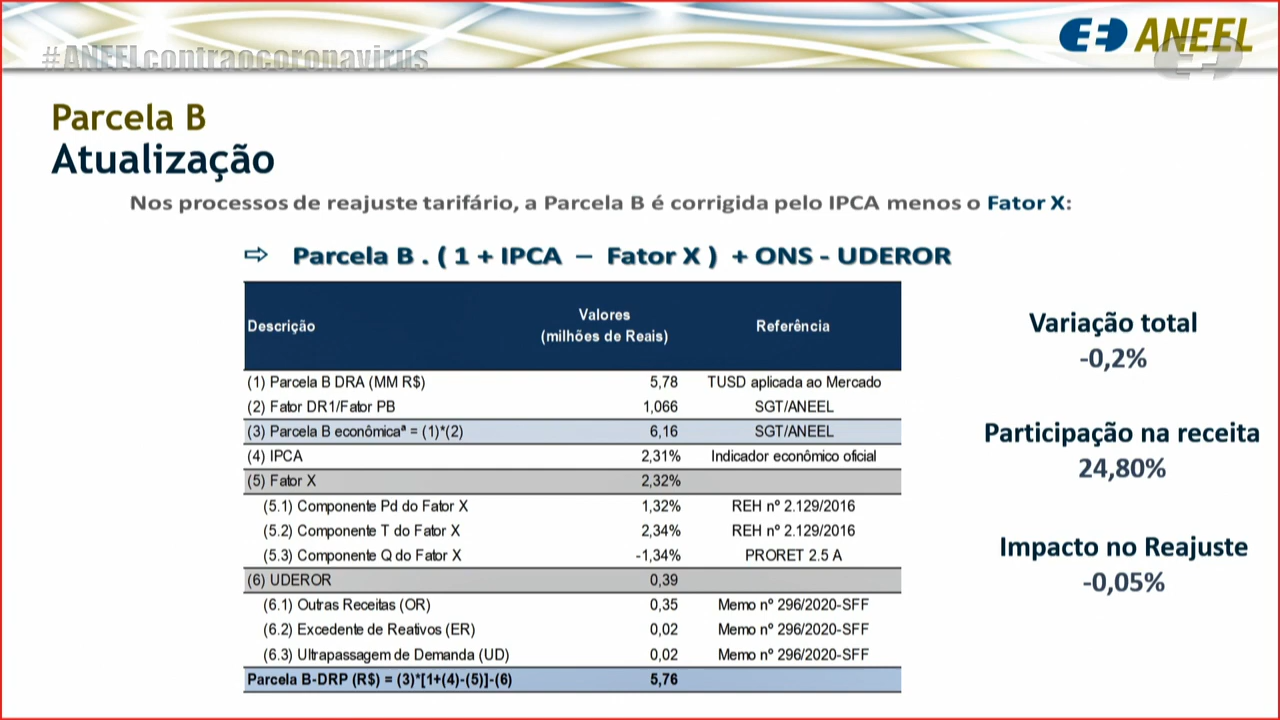 #ANEELcontraocoronavirus
ANEEL
Parcela B
Atualização
Nos processos de reajuste tarifário, a Parcela B é corrigida pelo IPCA menos o Fator X:
⇨ Parcela B . ( 1 + IPCA – Fator X ) + ONS - UDEROR
Descrição Valores (milhões de Reais) Referência
(1) Parcela B DRA (MM R$) 5,78 TUSD aplicada ao Mercado
(2) Fator DR1/Fator PB 1,066 SGT/ANEEL
(3) Parcela B econômicaª = (1)*(2) 6,16 SGT/ANEEL
(4) IPCA 2,31% Indicador econômico oficial
(5) Fator X 2,32%
(5.1) Componente Pd do Fator X 1,32% REH nº 2.129/2016
(5.2) Componente T do Fator X 2,34% REH nº 2.129/2016
(5.3) Componente Q do Fator X -1,34% PRORET 2.5 A
(6) UDEROR 0,39
(6.1) Outras Receitas (OR) 0,35 Memo nº 296/2020-SFF
(6.2) Excedente de Reativos (ER) 0,02 Memo nº 296/2020-SFF
(6.3) Ultrapassagem de Demanda (UD) 0,02 Memo nº 296/2020-SFF
Parcela B-DRP (R$) = (3)*[1+(4)-(5)]-(6) 5,76
Variação total
-0,2%
Participação na receita
24,80%
Impacto no Reajuste
-0,05%